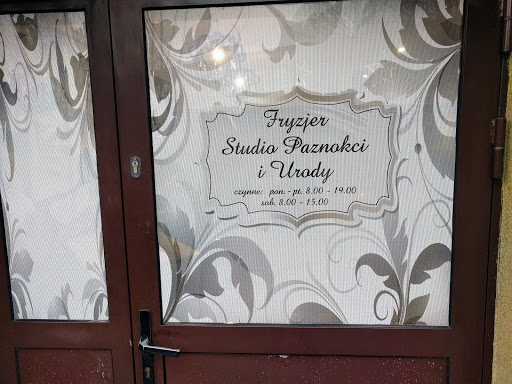 Fryzjer
Studio Paznokci
i Urody
czynne: pon.- pt. 8.00 - 19.00
sob. 8.00 - 15.00